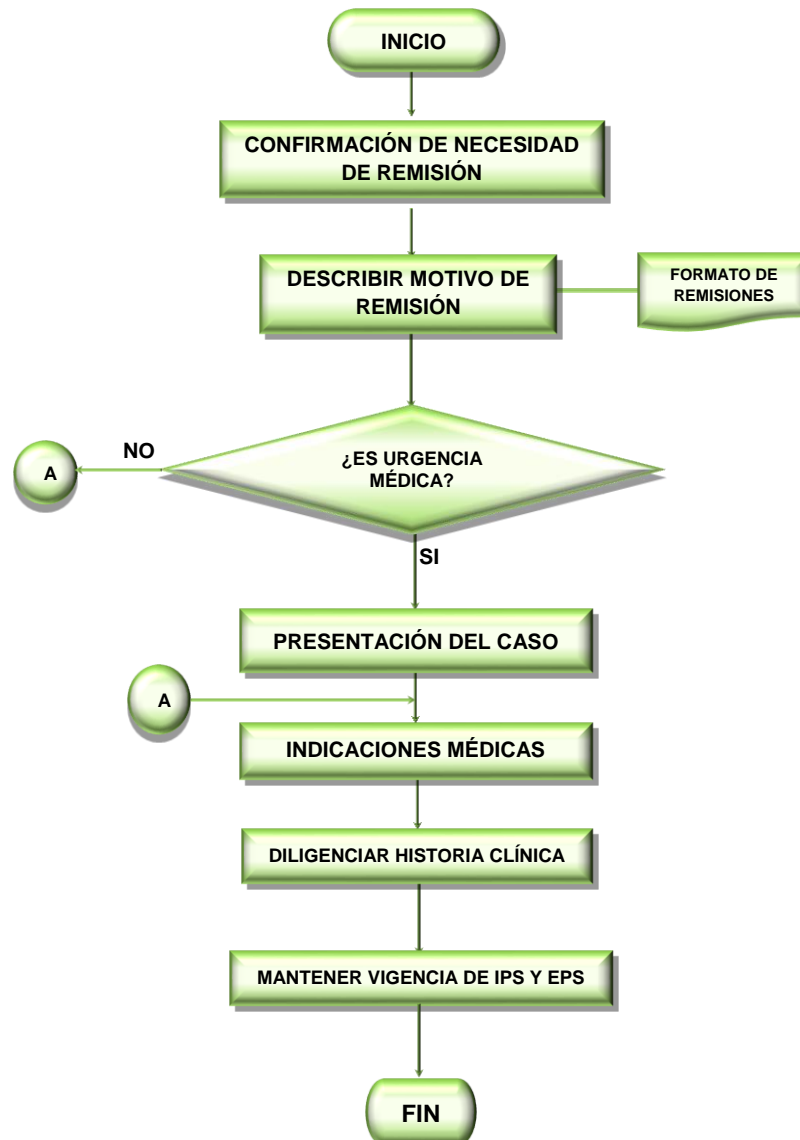 INICIO
CONFIRMACIÓN DE NECESIDAD
DE REMISIÓN
DESCRIBIR MOTIVO DE
REMISIÓN
FORMATO DE
REMISIONES
¿ES URGENCIA
MÉDICA?
NO
A
SI
PRESENTACIÓN DEL CASO
A
INDICACIONES MÉDICAS
DILIGENCIAR HISTORIA CLÍNICA
MANTENER VIGENCIA DE IPS Y EPS
FIN